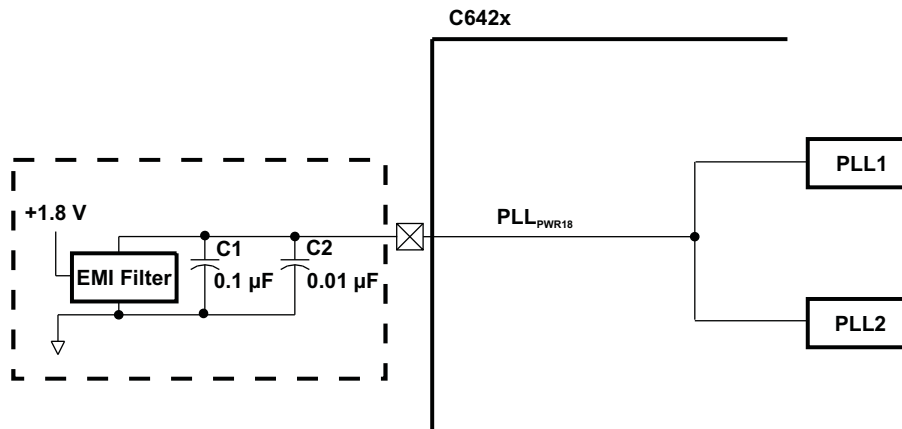 C642x
PLL1
+1.8 V
PLLPWR18
C1
C2
EMI Filter
0.1 µF
0.01 µF
PLL2